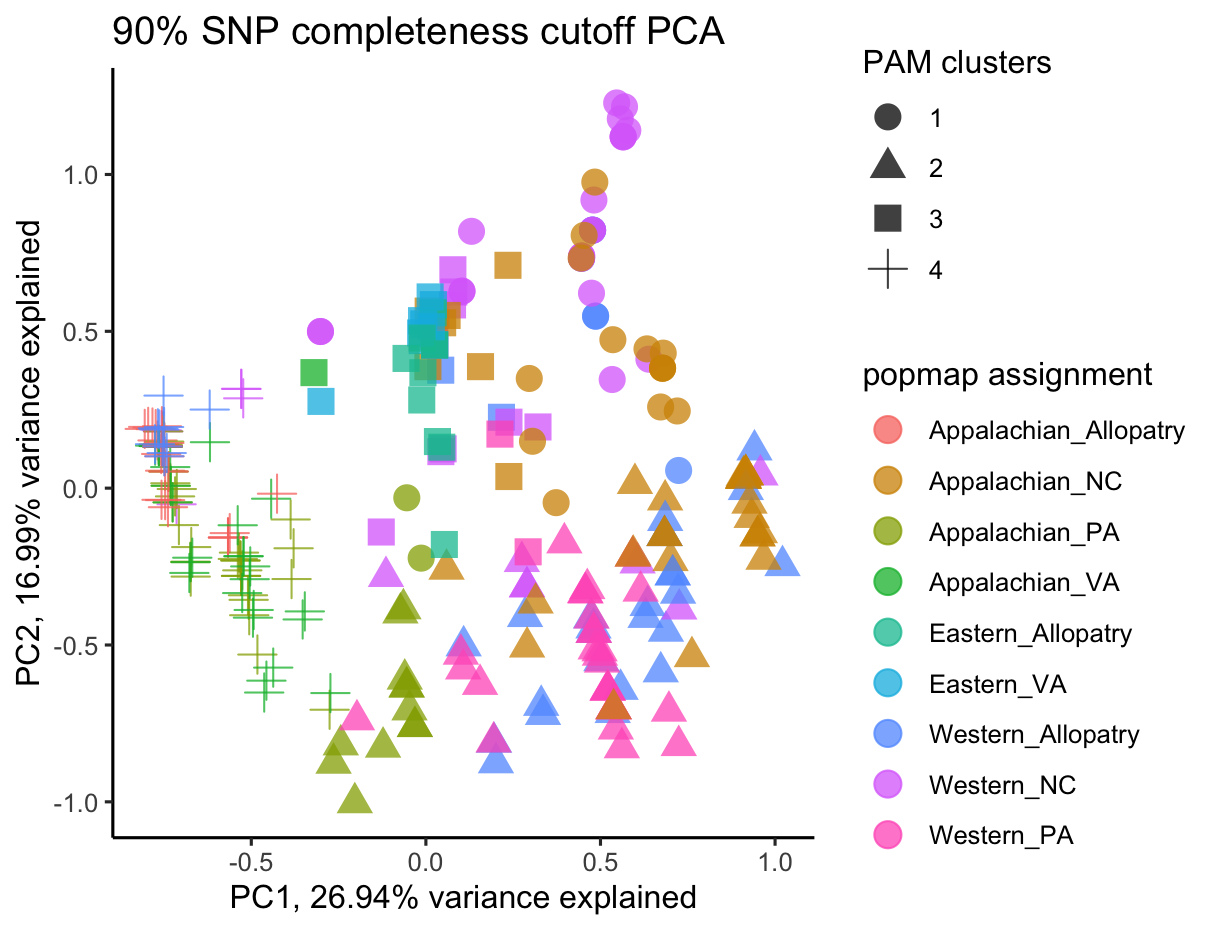 90% SNP completeness cutoff PCA
PC2, 16.99% variance explained
1.0
0.5
0.0
-0.5
-1.0
-0.5
0.0
0.5
1.0
PC1, 26.94% variance explained
PAM clusters
1
2
3
4
popmap assignment
Appalachian_Allopatry
Appalachian_NC
Appalachian_PA
Appalachian_VA
Eastern_Allopatry
Eastern_VA
Western_Allopatry
Western_NC
Western_PA